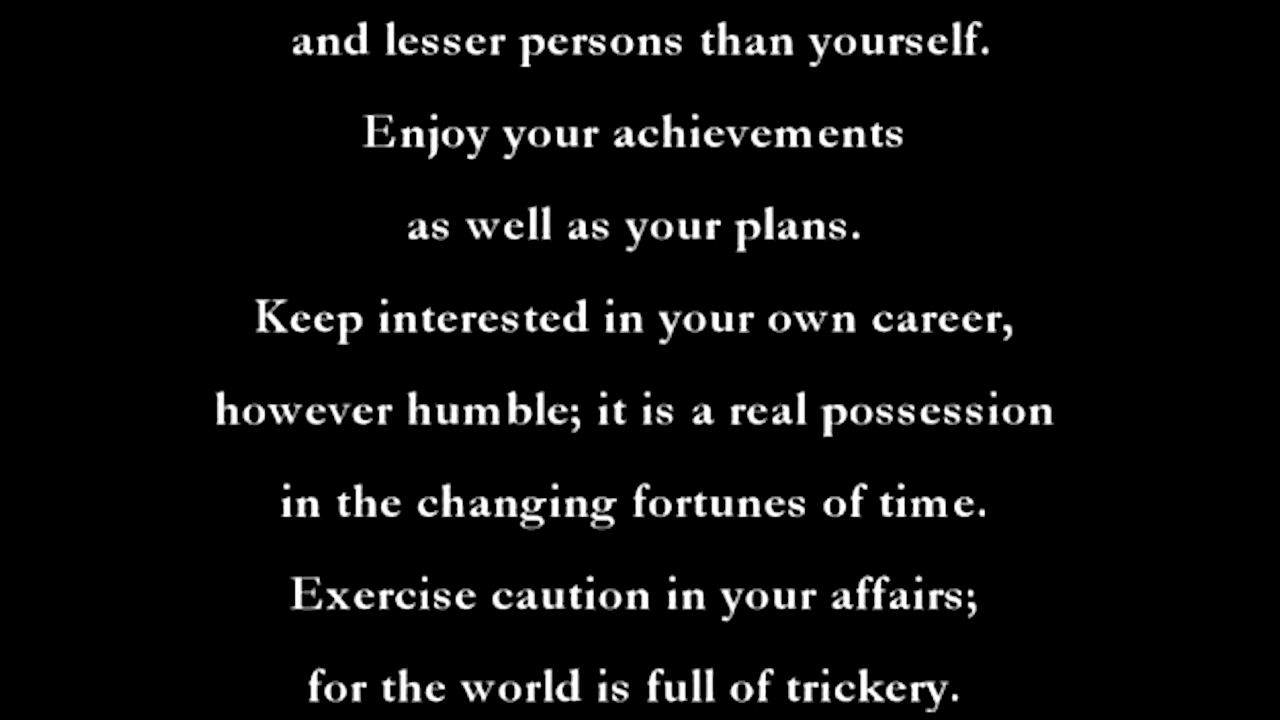 and lesser persons than yourself.
Enjoy your achievements
as well as your plans.
Keep interested in your own career,
however humble; it is a real possession
in the changing fortunes of time.
Exercise caution in your affairs;
for the world is full of trickery.